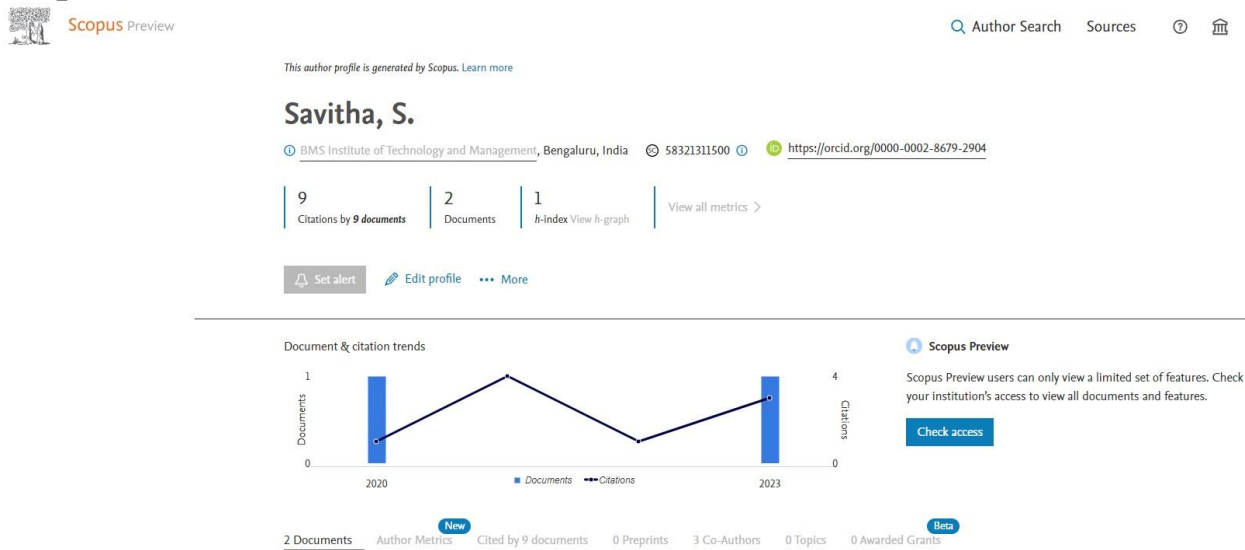 Scopus Preview
Author Search Sources
This author profile is generated by Scopus. Learn more
Savitha, S.
BMS Institute of Technology and Management, Bengaluru, India SC 58321311500 iD https://orcid.org/0000-0002-8679-2904
9 2 1
Citations by 9 documents Documents h-index View h-graph View all metrics >
Set alert Edit profile More
Document & citation trends
Scopus Preview
Scopus Preview users can only view a limited set of features. Check
your institution's access to view all documents and features.
Check access
1 4
Documents Citations
0 0
2020 2023
Documents Citations
New Beta
2 Documents Author Metrics Cited by 9 documents 0 Preprints 3 Co-Authors 0 Topics 0 Awarded Grants